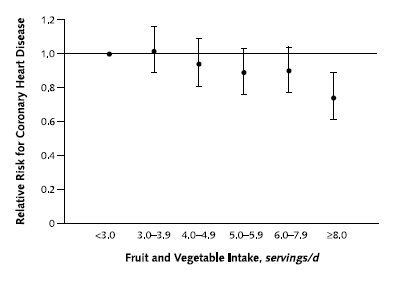 Relative Risk for Coronary Heart Disease
1.2
1.0
0.8
0.6
0.4
0.2
0
<3.0 3.0–3.9 4.0–4.9 5.0–5.9 6.0–7.9 ≥8.0
Fruit and Vegetable Intake, servings/d